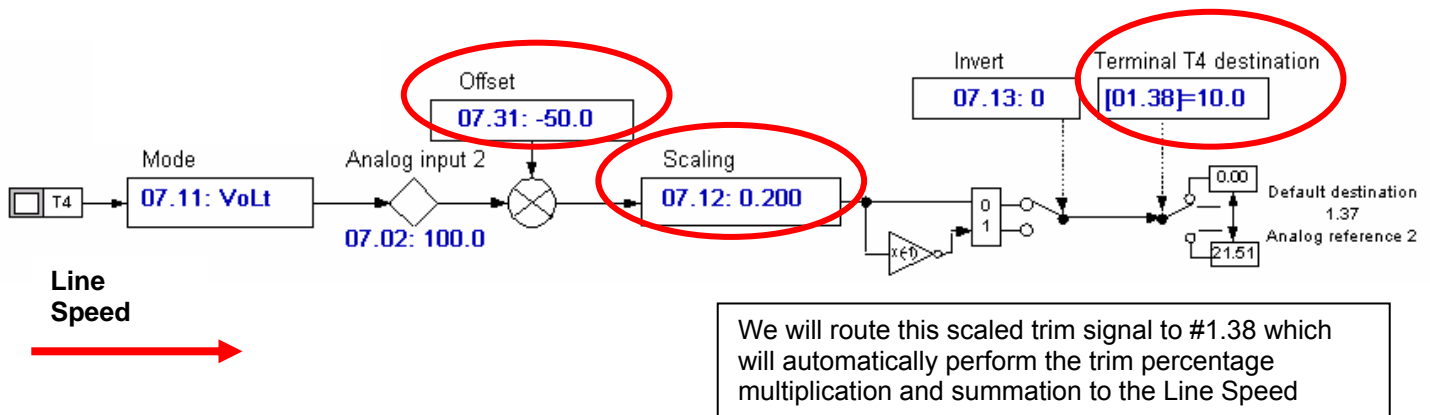 Offset
07.31: -50.0
Invert
07.13: 0
Terminal T4 destination
[01.38]=10.0
Mode
07.11: VoLt
Analog input 2
07.02: 100.0
Scaling
07.12: 0.200
T4
0
1
x(-1)
0.00
21.51
Default destination
1.37
Analog reference 2
Line
Speed
We will route this scaled trim signal to #1.38 which
will automatically perform the trim percentage
multiplication and summation to the Line Speed